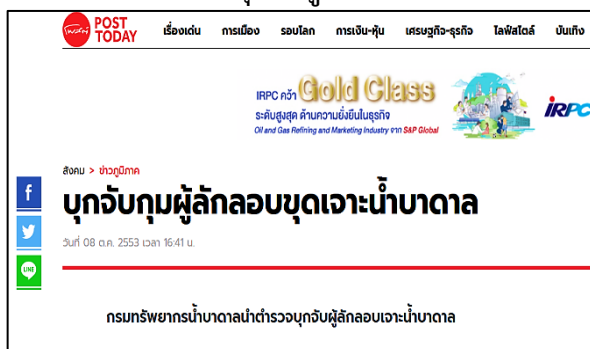 โพสต์ POST TODAY เรื่องเด่น การเมือง รอบโลก การเงิน-หุ้น เศรษฐกิจ-ธุรกิจ ไลฟ์สไตล์ บันเทิง
IRPC คว้า Gold Class
ระดับสูงสุด ด้านความยั่งยืนในธุรกิจ
Oil and Gas Refining and Marketing Industry จาก S&P Global
IRPC
สังคม > ข่าวภูมิภาค
f
บุกจับกุมผู้ลักลอบขุดเจาะน้ำบาดาล
วันที่ 08 ต.ค. 2553 เวลา 16:41 น.
LINE
กรมทรัพยากรน้ำบาดาลนำตำรวจบุกจับผู้ลักลอบเจาะน้ำบาดาล